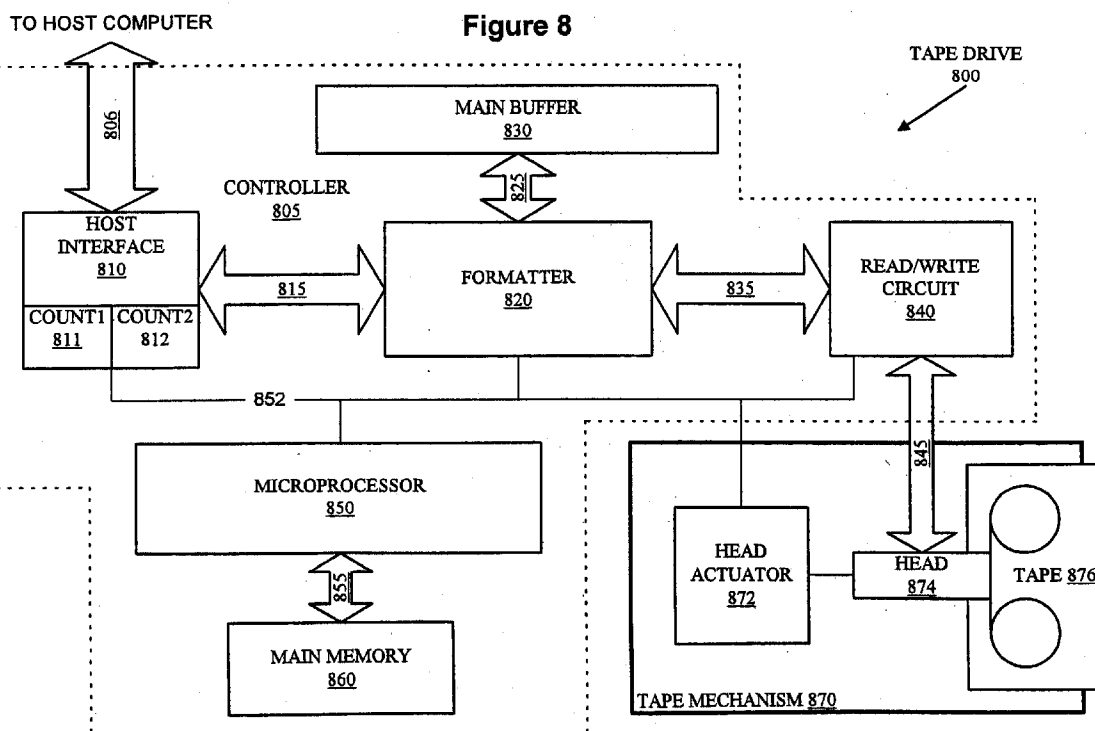 Figure 8
TO HOST COMPUTER
TAPE DRIVE
800
806
MAIN BUFFER
830
825
CONTROLLER
805
HOST
INTERFACE
810
815
FORMATTER
820
835
READ/WRITE
CIRCUIT
840
COUNT1
811
COUNT2
812
852
845
MICROPROCESSOR
850
855
MAIN MEMORY
860
HEAD
ACTUATOR
872
HEAD
874
TAPE 876
TAPE MECHANISM 870